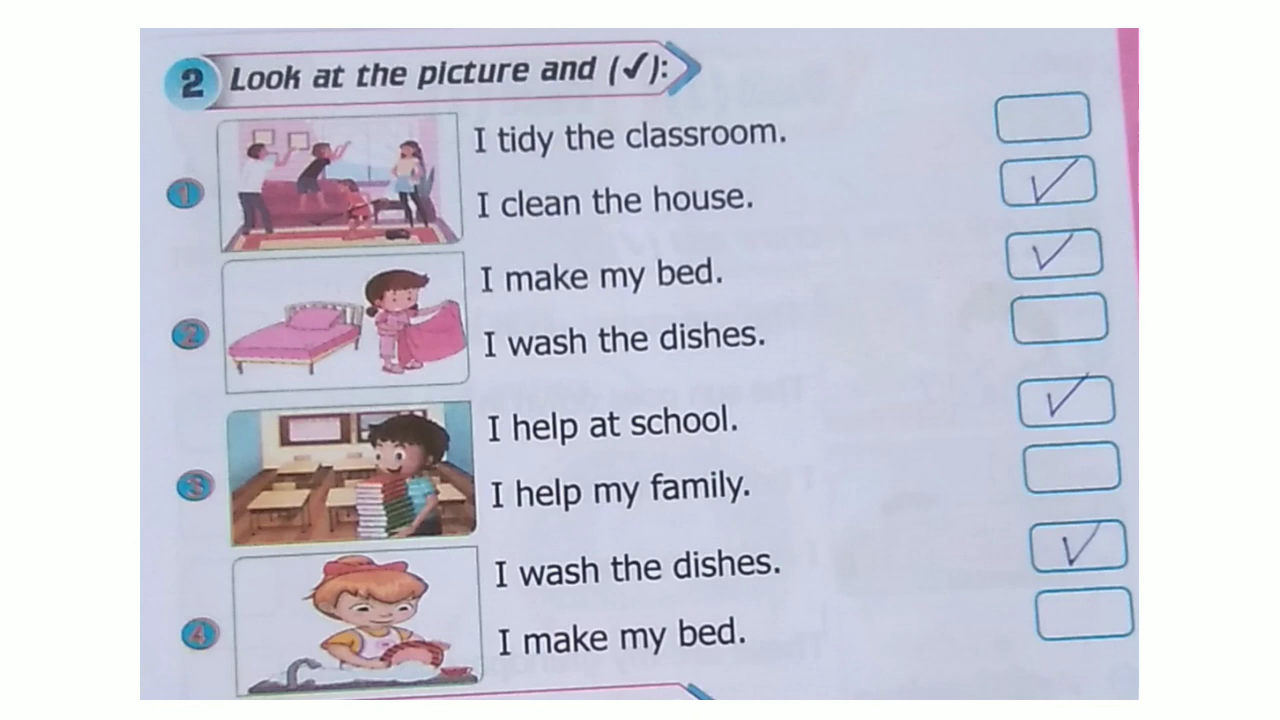 2 Look at the picture and (✓):
1
I tidy the classroom.
I clean the house. ✓
2
I make my bed. ✓
I wash the dishes.
3
I help at school. ✓
I help my family.
4
I wash the dishes. ✓
I make my bed.